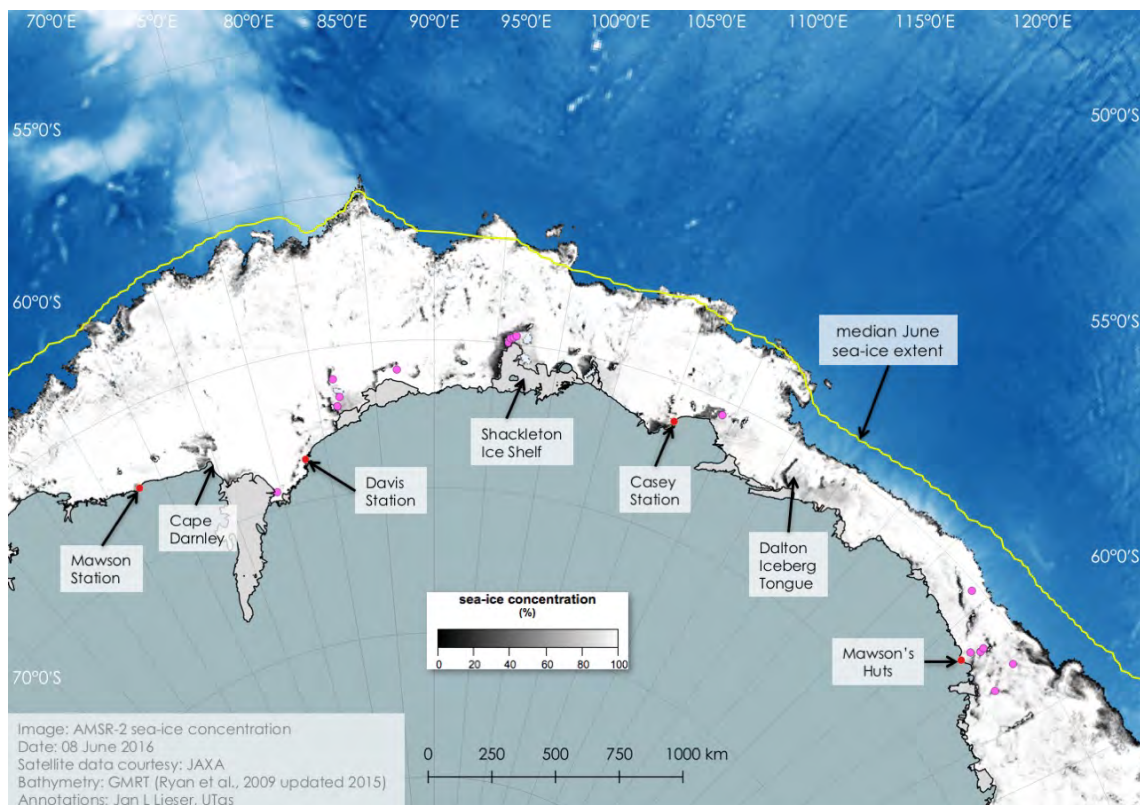 70°0'E
5°0'E
80°0'E
85°0'E
90°0'E
95°0'E
100°0'E
105°0'E
110°0'E
115°0'E
120°0'E
55°0'S
50°0'S
60°0'S
55°0'S
median June
sea-ice extent
Shackleton
Ice Shelf
Davis
Station
Casey
Station
Cape
Darnley
Mawson
Station
Dalton
Iceberg
Tongue
60°0'S
sea-ice concentration
(%)
0 20 40 60 80 100
Mawson's
Huts
70°0'S
Image: AMSR-2 sea-ice concentration
Date: 08 June 2016
Satellite data courtesy: JAXA
Bathymetry: GMRT (Ryan et al., 2009 updated 2015)
Annotations: Jan L Lieser, UTas
0 250 500 750 1000 km